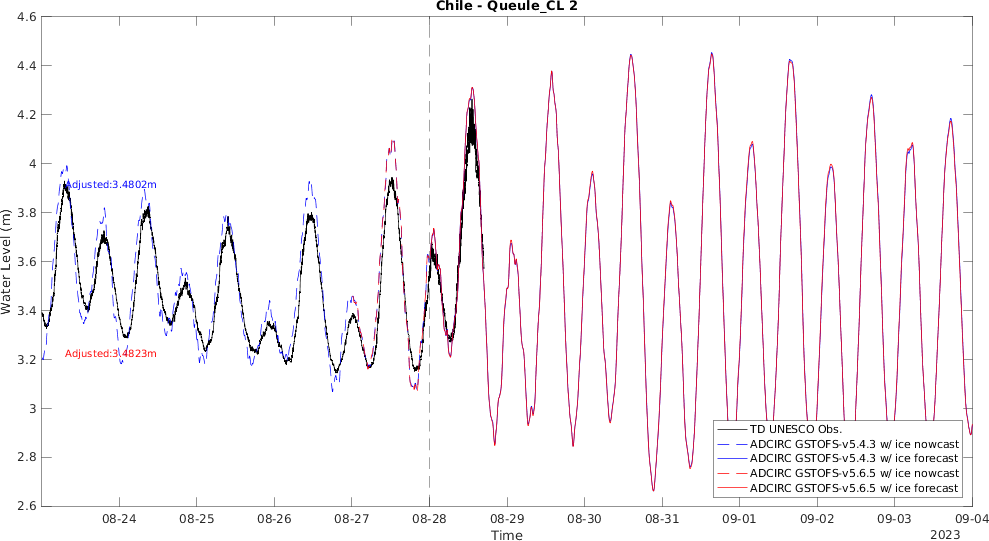 Chile - Queule_CL 2
4.6
4.4
4.2
4
3.8
3.6
3.4
3.2
3
2.8
2.6
Water Level (m)
Adjusted:3.4802m
Adjusted:3.4823m
TD UNESCO Obs.
ADCIRC GSTOFS-v5.4.3 w/ ice nowcast
ADCIRC GSTOFS-v5.4.3 w/ ice forecast
ADCIRC GSTOFS-v5.6.5 w/ ice nowcast
ADCIRC GSTOFS-v5.6.5 w/ ice forecast
08-24 08-25 08-26 08-27 08-28 08-29 08-30 08-31 09-01 09-02 09-03 09-04
Time
2023